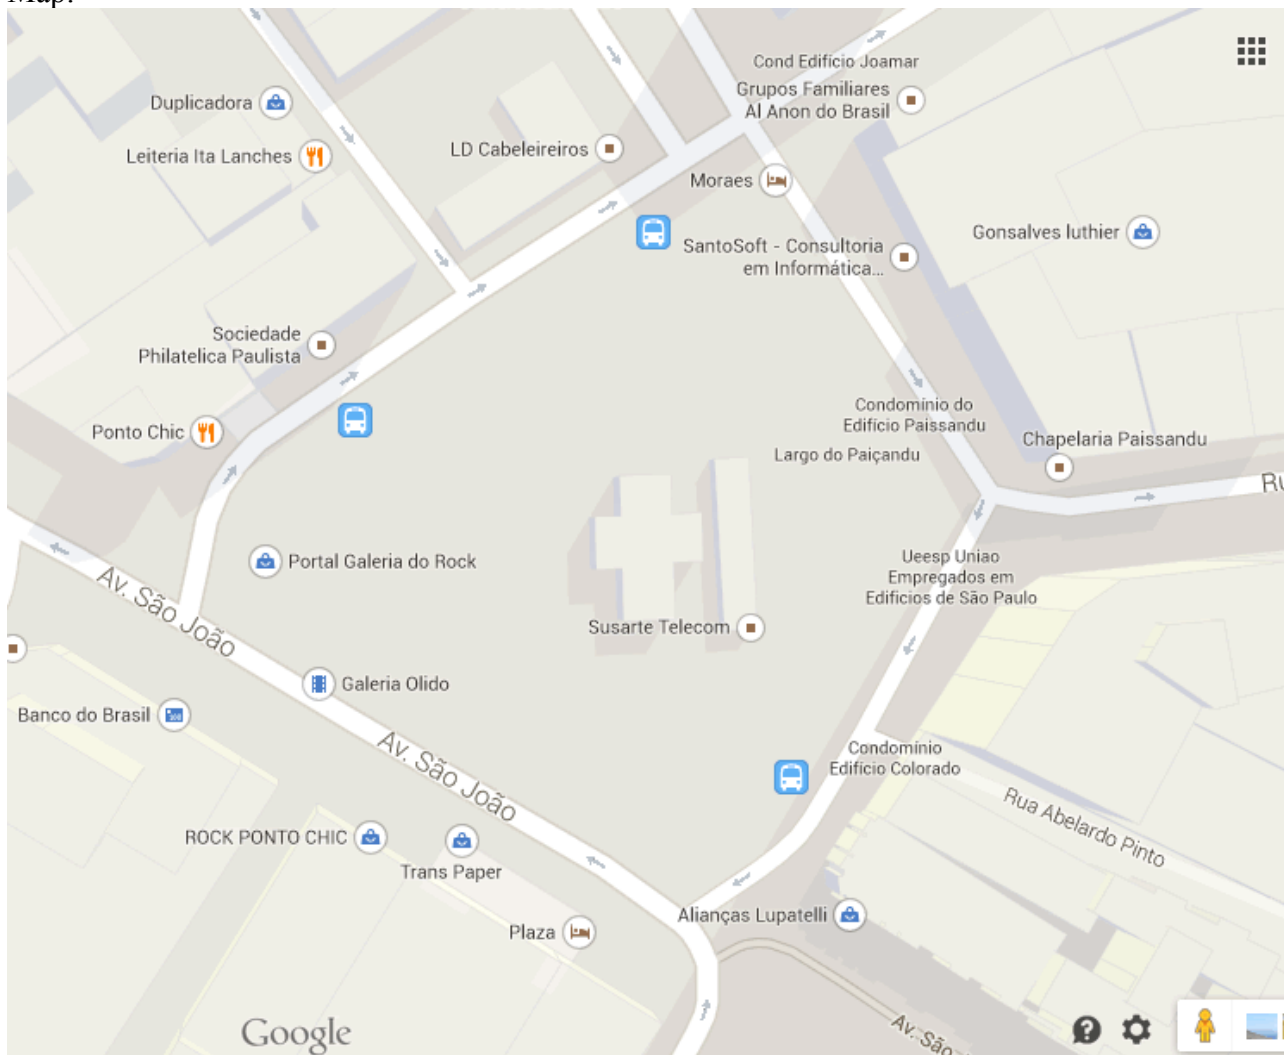 Map:
Cond Edifício Joamar
Grupos Familiares
Al Anon do Brasil
Duplicadora
Leiteria Ita Lanches
LD Cabeleireiros
Moraes
Gonsalves luthier
SantoSoft - Consultoria
em Informática...
Sociedade
Philatelica Paulista
Ponto Chic
Condomínio do
Edifício Paissandu
Largo do Paiçandu
Chapelaria Paissandu
Ru
Portal Galeria do Rock
Ueesp Uniao
Empregados em
Edificios de São Paulo
Av. São João
Susarte Telecom
Galeria Olido
Banco do Brasil
Av. São João
Condomínio
Edifício Colorado
Rua Abelardo Pinto
ROCK PONTO CHIC
Trans Paper
Alianças Lupatelli
Plaza
Google
Av. São